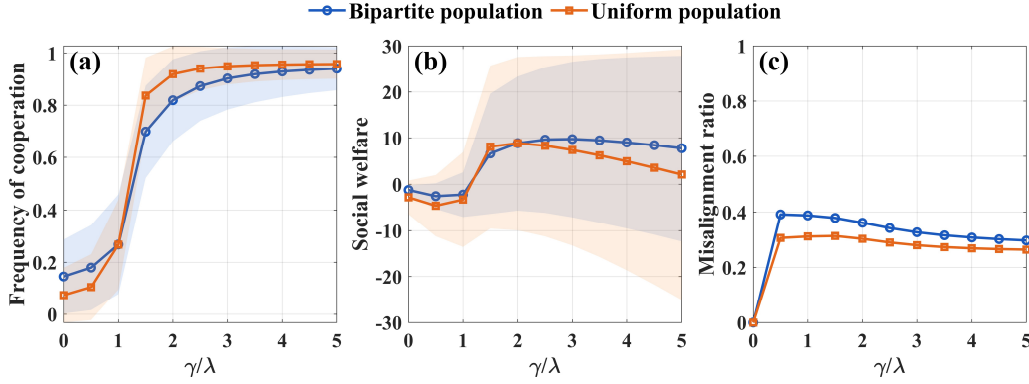 Bipartite population Uniform population
(a)
Frequency of cooperation
1
0.8
0.6
0.4
0.2
0
0 1 2 3 4 5
γ/λ
(b)
Social welfare
30
20
10
0
-10
-20
-30
0 1 2 3 4 5
γ/λ
(c)
Misalignment ratio
1
0.8
0.6
0.4
0.2
0
0 1 2 3 4 5
γ/λ